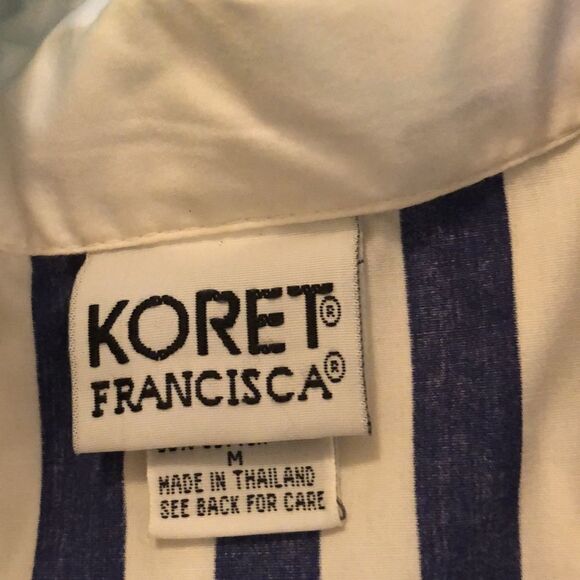 KORET®
FRANCISCA®
M
MADE IN THAILAND
SEE BACK FOR CARE